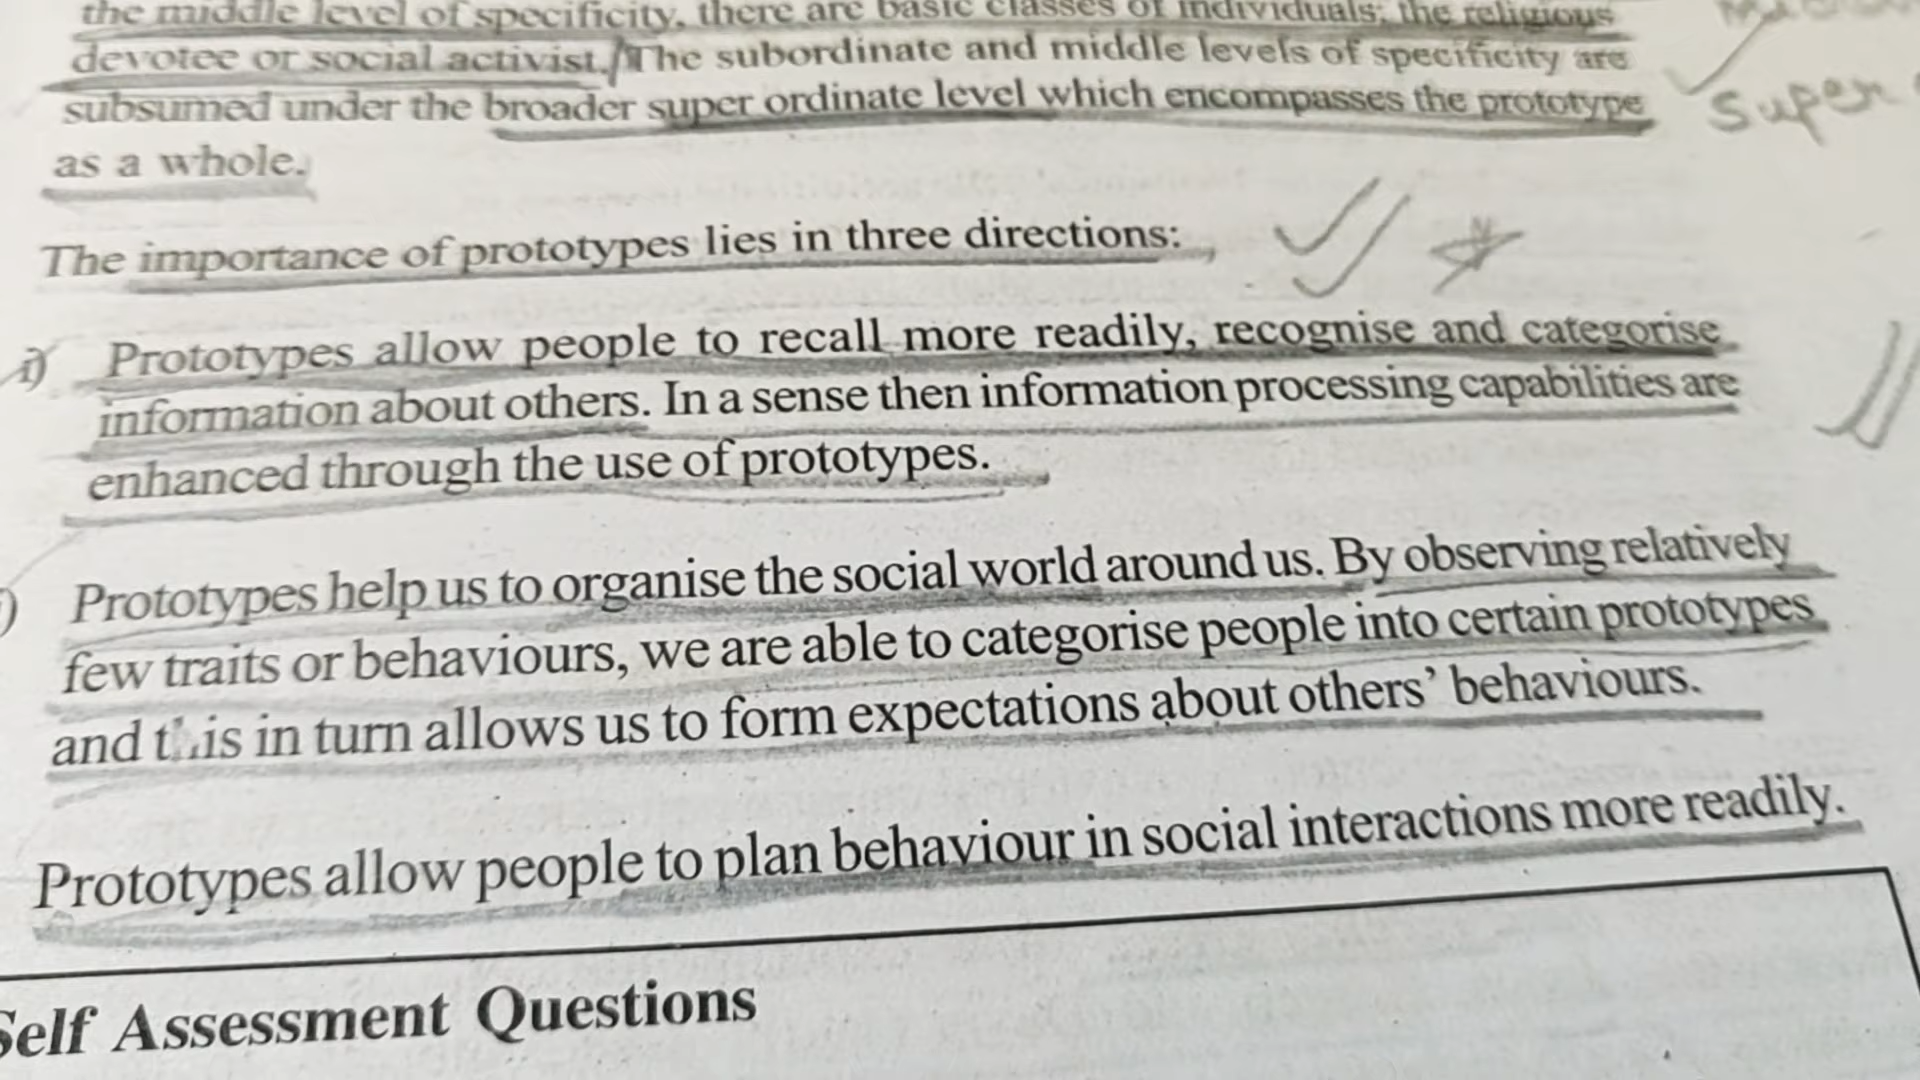 the middle level of specificity, there are basic classes of individuals; the religious
devotee or social activist. The subordinate and middle levels of specificity are
subsumed under the broader super ordinate level which encompasses the prototype
super
as a whole.
The importance of prototypes lies in three directions:
i) Prototypes allow people to recall more readily, recognise and categorise
information about others. In a sense then information processing capabilities are
enhanced through the use of prototypes.
) Prototypes help us to organise the social world around us. By observing relatively
few traits or behaviours, we are able to categorise people into certain prototypes
and this in turn allows us to form expectations about others' behaviours.
Prototypes allow people to plan behaviour in social interactions more readily.
Self Assessment Questions